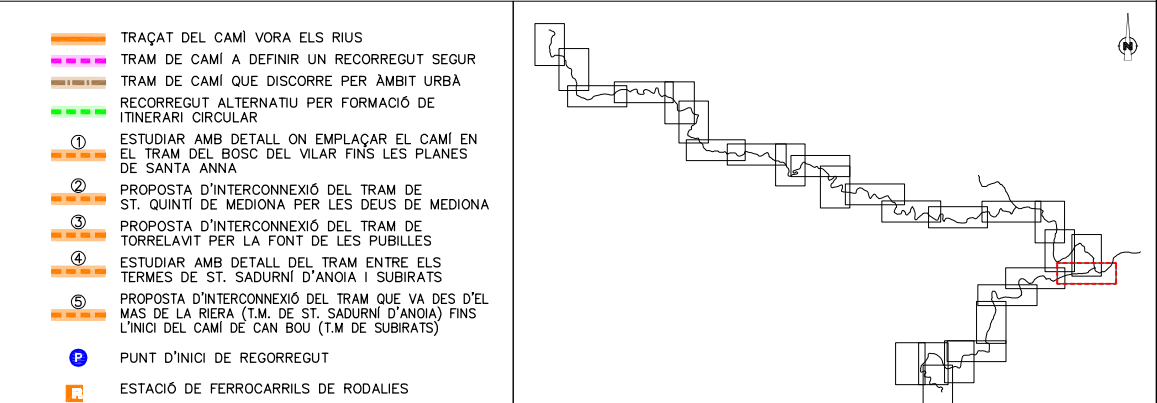 TRAÇAT DEL CAMÌ VORA ELS RIUS
TRAM DE CAMÍ A DEFINIR UN RECORREGUT SEGUR
TRAM DE CAMÍ QUE DISCORRE PER ÀMBIT URBÀ
RECORREGUT ALTERNATIU PER FORMACIÓ DE
ITINERARI CIRCULAR
1
ESTUDIAR AMB DETALL ON EMPLAÇAR EL CAMÍ EN
EL TRAM DEL BOSC DEL VILAR FINS LES PLANES
DE SANTA ANNA
2
PROPOSTA D'INTERCONNEXIÓ DEL TRAM DE
ST. QUINTÍ DE MEDIONA PER LES DEUS DE MEDIONA
3
PROPOSTA D'INTERCONNEXIÓ DEL TRAM DE
TORRELAVIT PER LA FONT DE LES PUBILLES
4
ESTUDIAR AMB DETALL DEL TRAM ENTRE ELS
TERMES DE ST. SADURNÍ D'ANOIA I SUBIRATS
5
PROPOSTA D'INTERCONNEXIÓ DEL TRAM QUE VA DES D'EL
MAS DE LA RIERA (T.M. DE ST. SADURNÍ D'ANOIA) FINS
L'INICI DEL CAMÍ DE CAN BOU (T.M DE SUBIRATS)
P
PUNT D'INICI DE REGORREGUT
R
ESTACIÓ DE FERROCARRILS DE RODALIES
N